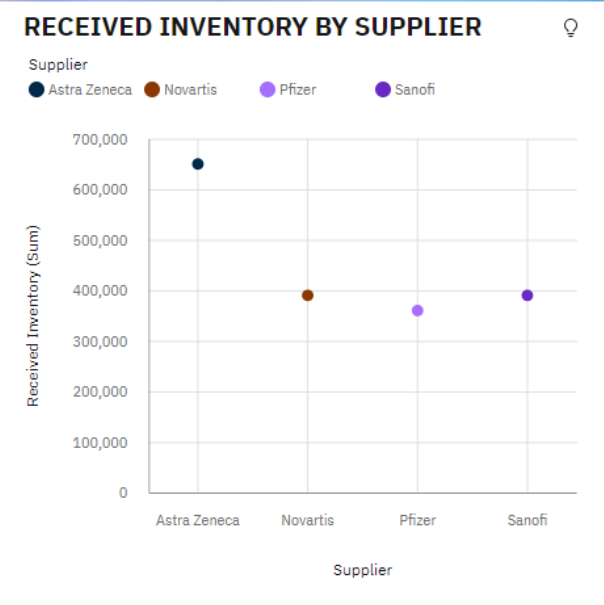 RECEIVED INVENTORY BY SUPPLIER
Supplier
Astra Zeneca Novartis Pfizer Sanofi
700,000
600,000
500,000
400,000
300,000
200,000
100,000
0
Received Inventory (Sum)
Astra Zeneca Novartis Pfizer Sanofi
Supplier